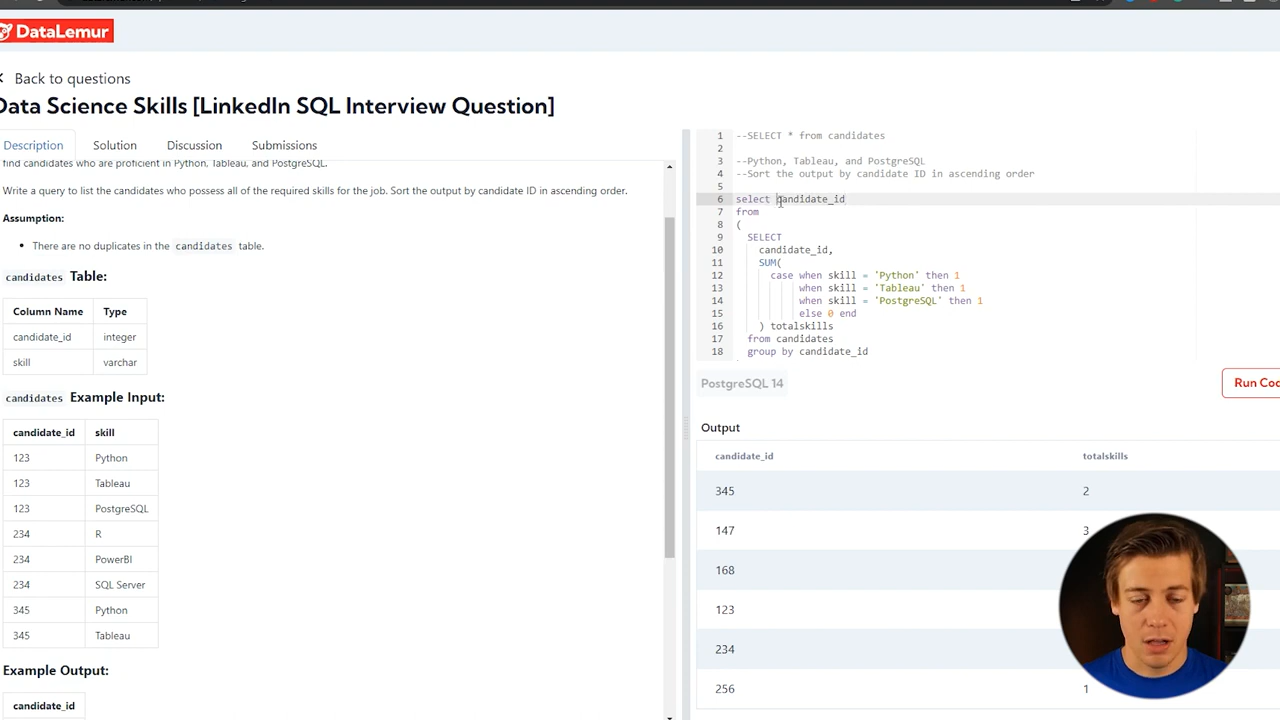 DataLemur
Back to questions
Data Science Skills [LinkedIn SQL Interview Question]
Description Solution Discussion Submissions
find candidates who are proficient in Python, Tableau, and PostgreSQL.
Write a query to list the candidates who possess all of the required skills for the job. Sort the output by candidate ID in ascending order.
Assumption:
There are no duplicates in the candidates table.
candidates Table:
Column Name Type
candidate_id integer
skill varchar
candidates Example Input:
candidate_id skill
123 Python
123 Tableau
123 PostgreSQL
234 R
234 PowerBI
234 SQL Server
345 Python
345 Tableau
Example Output:
candidate_id
1 --SELECT * from candidates
2
3 --Python, Tableau, and PostgreSQL
4 --Sort the output by candidate ID in ascending order
5
6 select candidate_id
7 from
8 (
9 SELECT
10 candidate_id,
11 SUM(
12 case when skill = 'Python' then 1
13 when skill = 'Tableau' then 1
14 when skill = 'PostgreSQL' then 1
15 else 0 end
16 ) totalskills
17 from candidates
18 group by candidate_id
PostgreSQL 14
Run Coo
Output
candidate_id totalskills
345 2
147 3
168
123
234
256 1